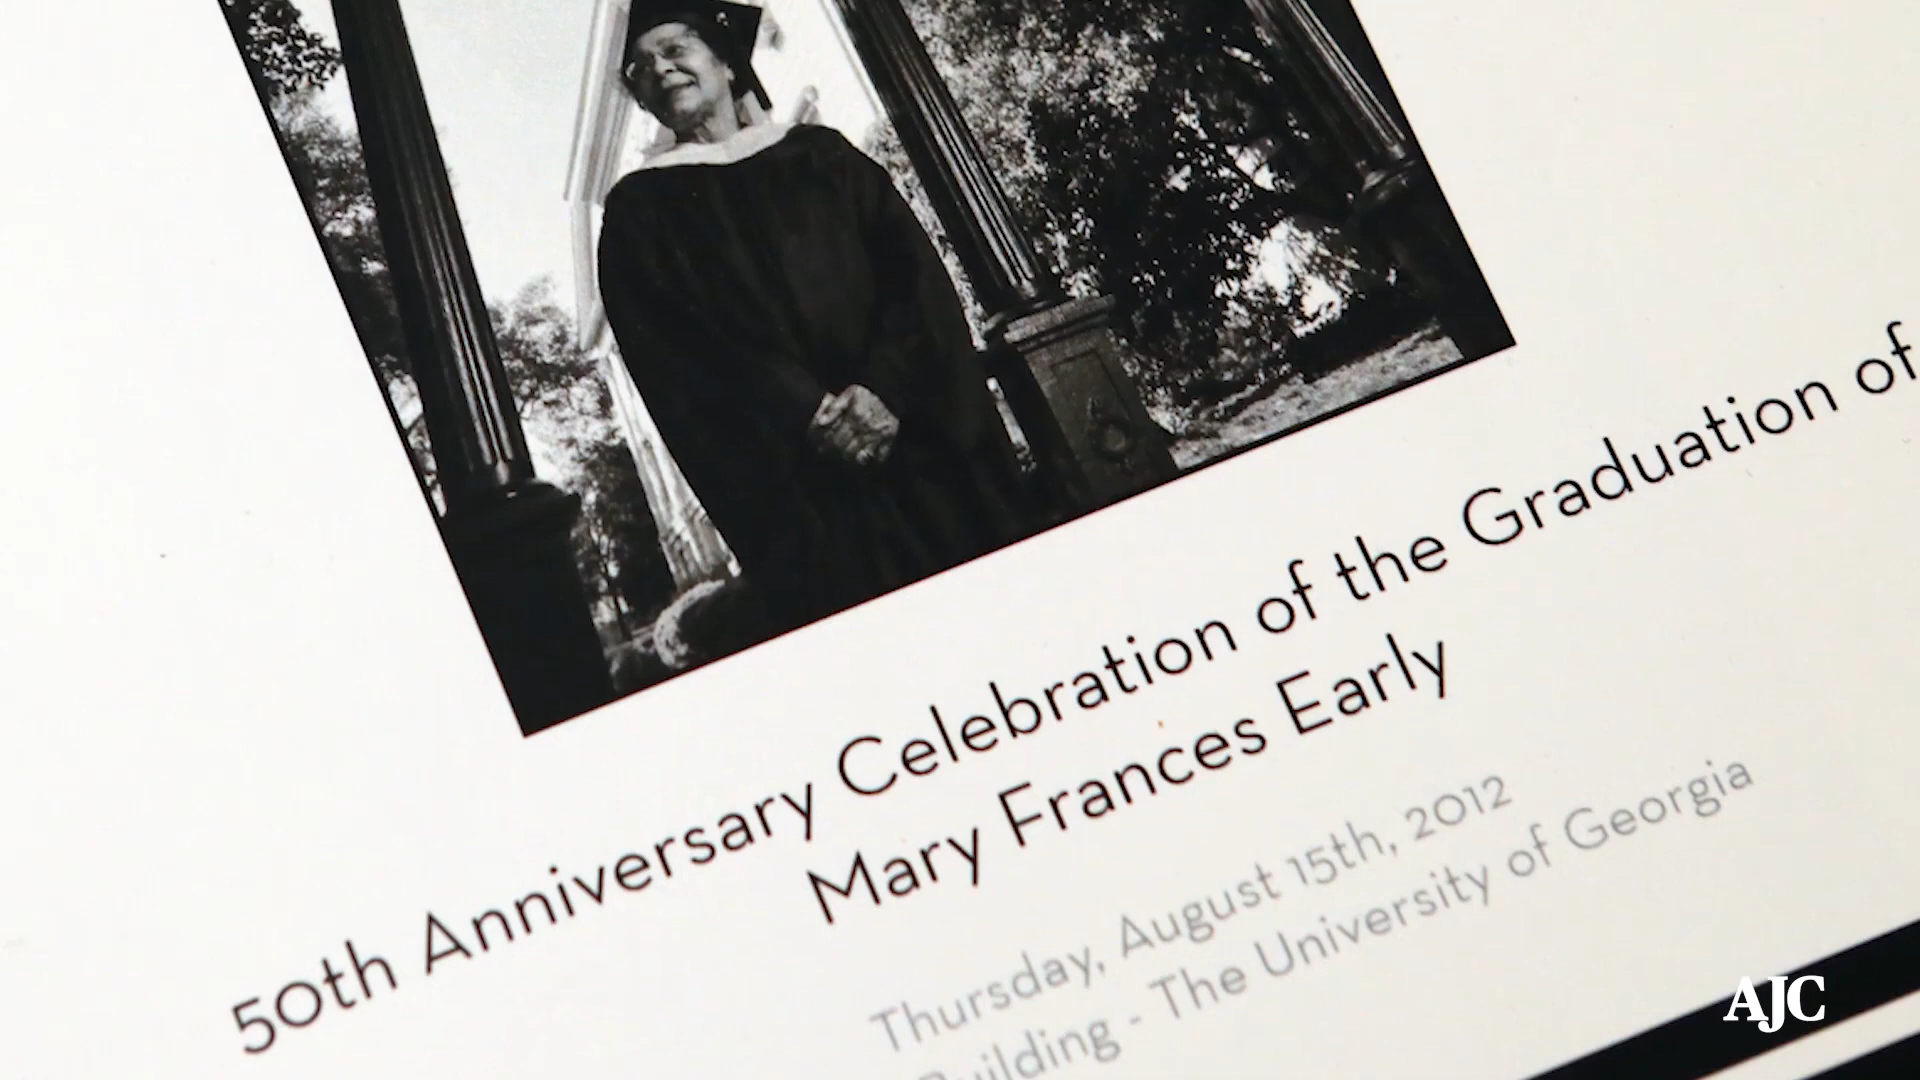 50th Anniversary Celebration of the Graduation of
Mary Frances Early
Thursday, August 15th, 2012
Building - The University of Georgia
AJC